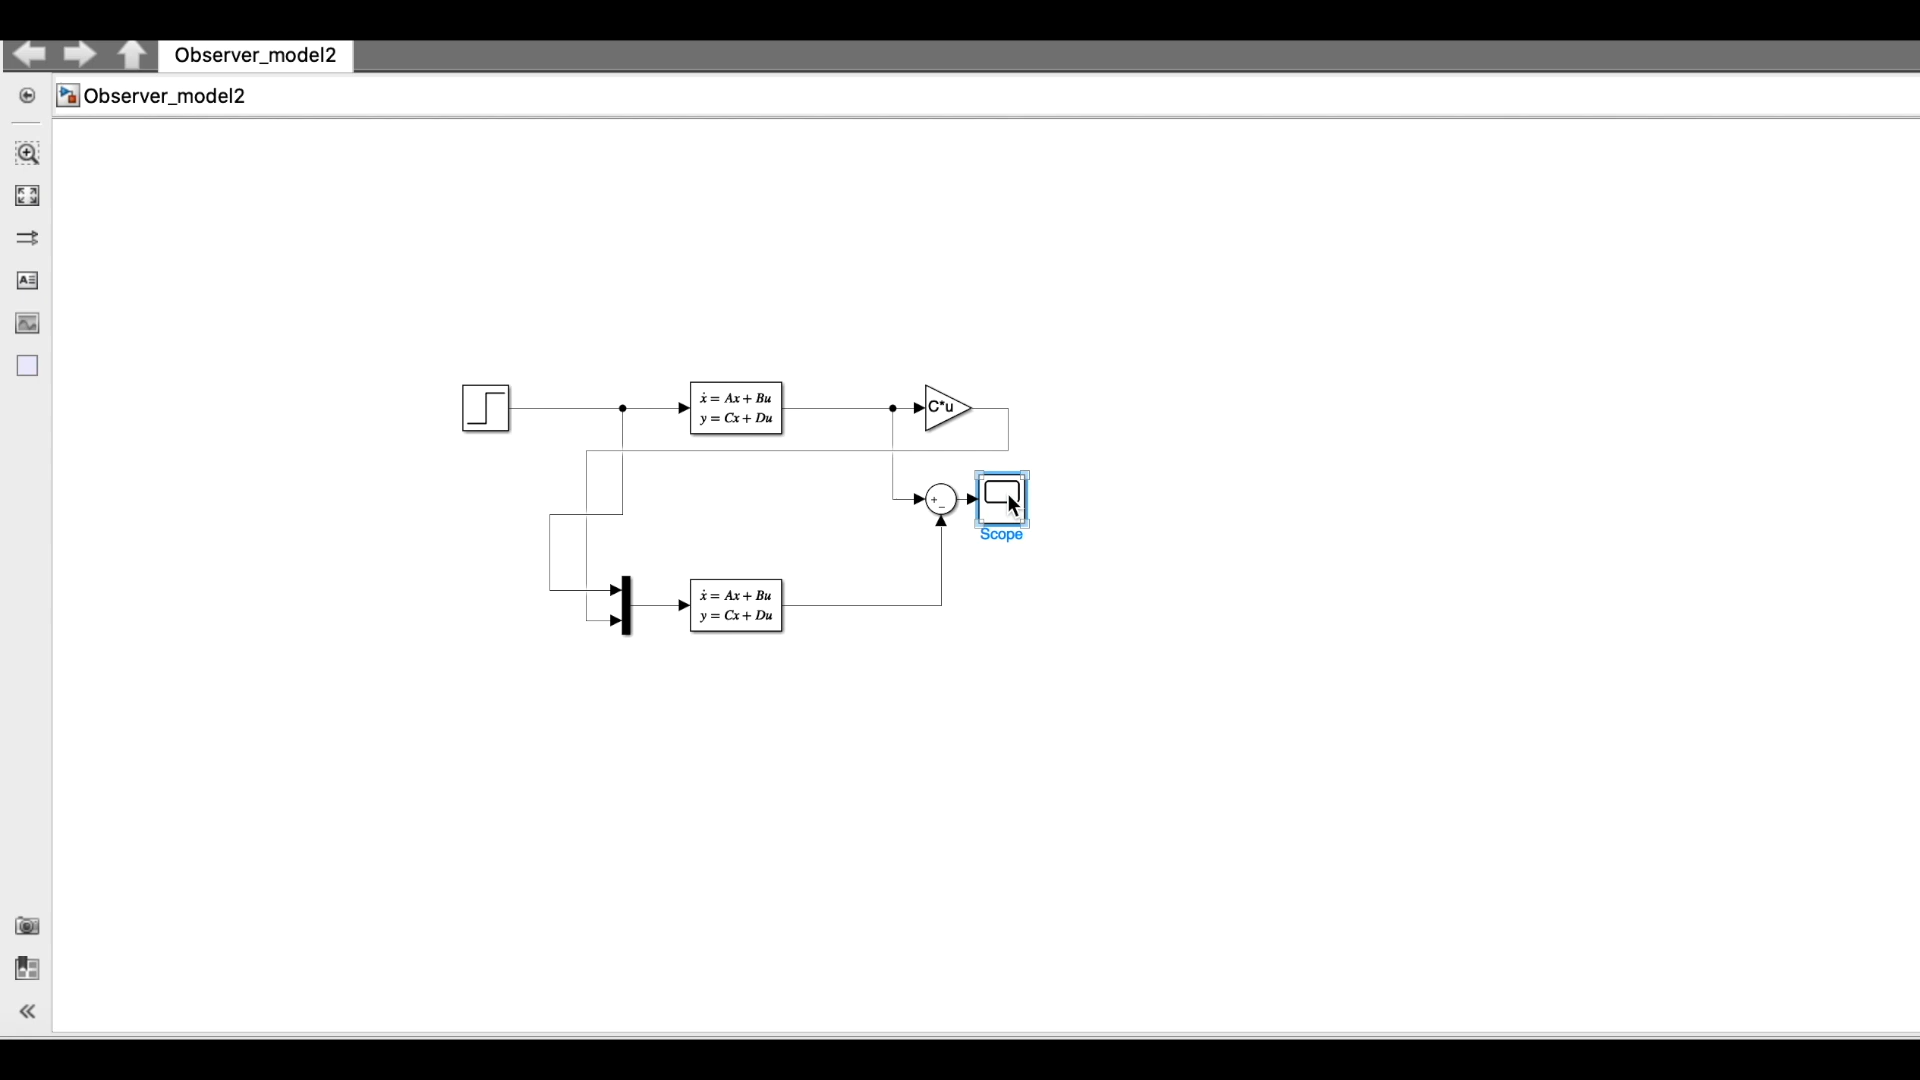 Observer_model2
Observer_model2
ẋ = Ax + Bu
y = Cx + Du
C*u
+
−
Scope
ẋ = Ax + Bu
y = Cx + Du